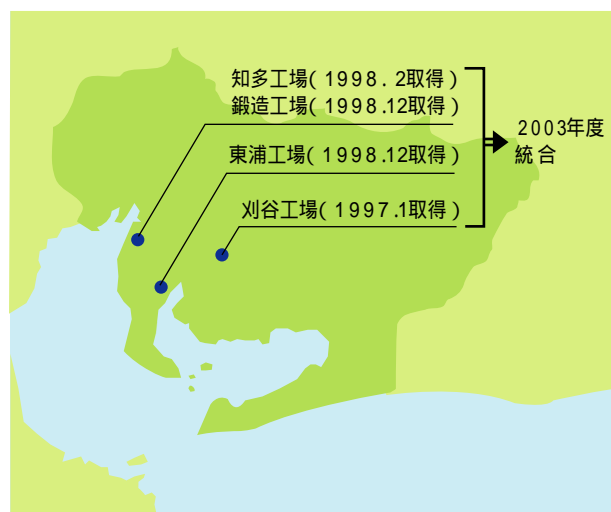 知多工場(1998.2取得)
鍛造工場(1998.12取得)
東浦工場(1998.12取得)
刈谷工場(1997.1取得)
2003年度
統合